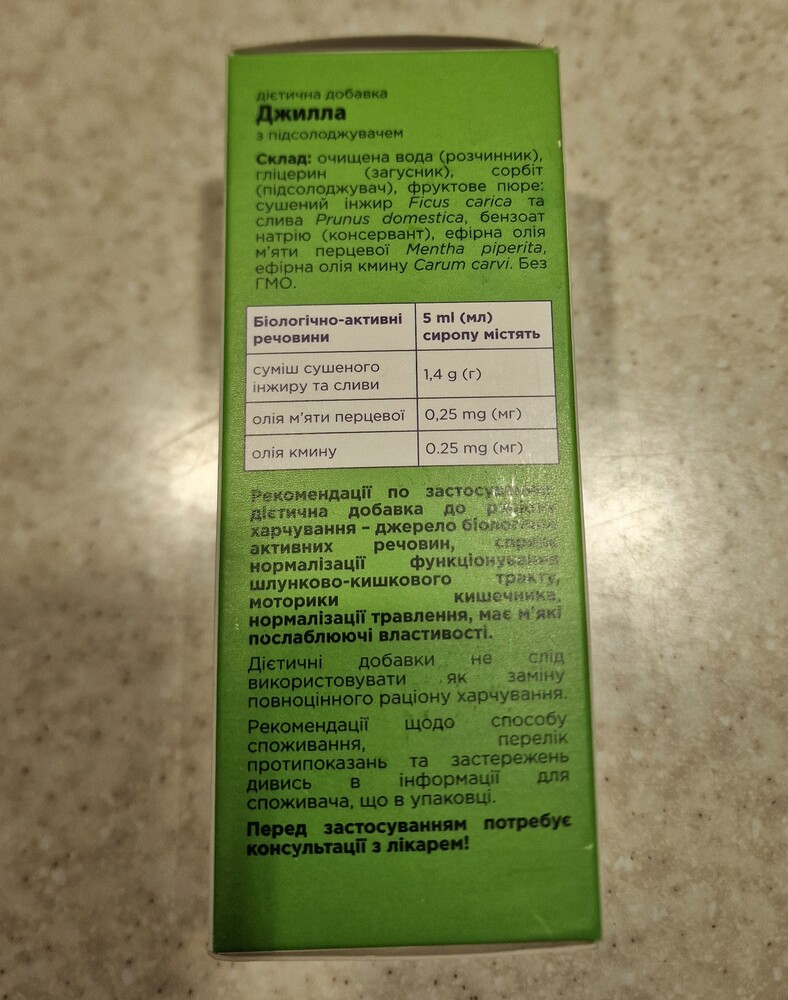 дієтична добавка
Джилла
з підсолоджувачем
Склад: очищена вода (розчинник),
гліцерин (загусник), сорбіт
(підсолоджувач), фруктове пюре:
сушений інжир Ficus carica та
слива Prunus domestica, бензоат
натрію (консервант), ефірна олія
м'яти перцевої Mentha piperita,
ефірна олія кмину Carum carvi. Без
ГМО.
Біологічно-активні речовини 5 ml (мл) сиропу містять
суміш сушеного інжиру та сливи 1,4 g (г)
олія м'яти перцевої 0,25 mg (мг)
олія кмину 0.25 mg (мг)
Рекомендації по
дієтична добавка до
харчування – джерело
активних речовин,
нормалізації функціонування
шлунково-кишкового тракту,
моторики кишечника,
нормалізації травлення, має м'які
послаблюючі властивості.
Дієтичні добавки не слід
використовувати як заміну
повноцінного раціону харчування.
Рекомендації щодо способу
споживання, перелік
протипоказань та застережень
дивись в інформації для
споживача, що в упаковці.
Перед застосуванням потребує
консультації з лікарем!